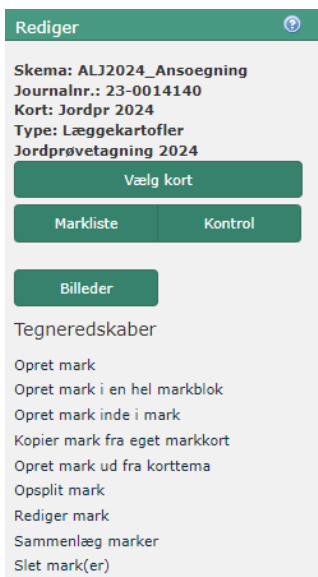 Rediger
Skema: ALJ2024_Ansoegning
Journalnr.: 23-0014140
Kort: Jordpr 2024
Type: Læggekartofler
Jordprøvetagning 2024
Vælg kort
Markliste Kontrol
Billeder
Tegneredskaber
Opret mark
Opret mark i en hel markblok
Opret mark inde i mark
Kopier mark fra eget markkort
Opret mark ud fra korttema
Opsplit mark
Rediger mark
Sammenlæg marker
Slet mark(er)